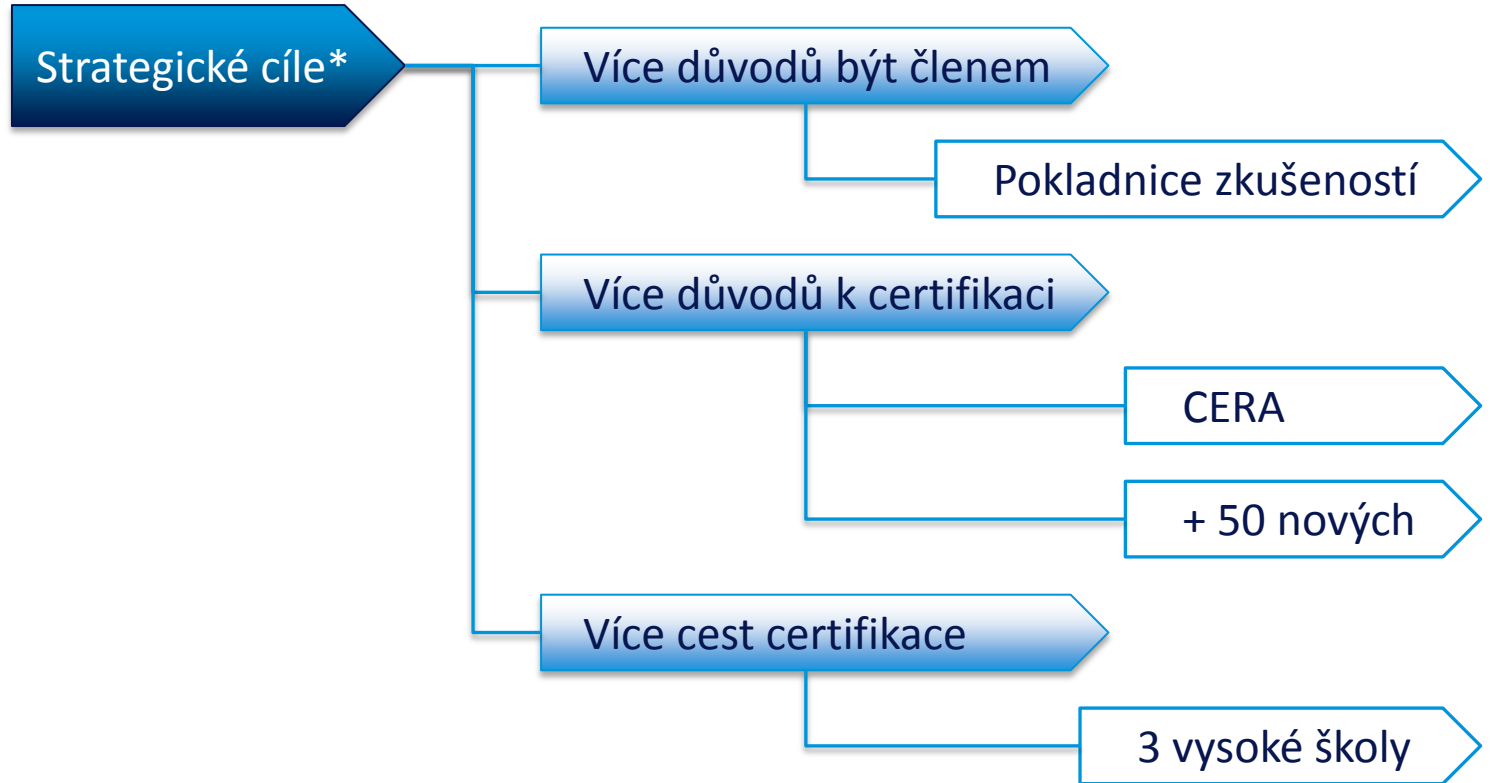 Strategické cíle*
Více důvodů být členem
Pokladnice zkušeností
Více důvodů k certifikaci
CERA
+ 50 nových
Více cest certifikace
3 vysoké školy